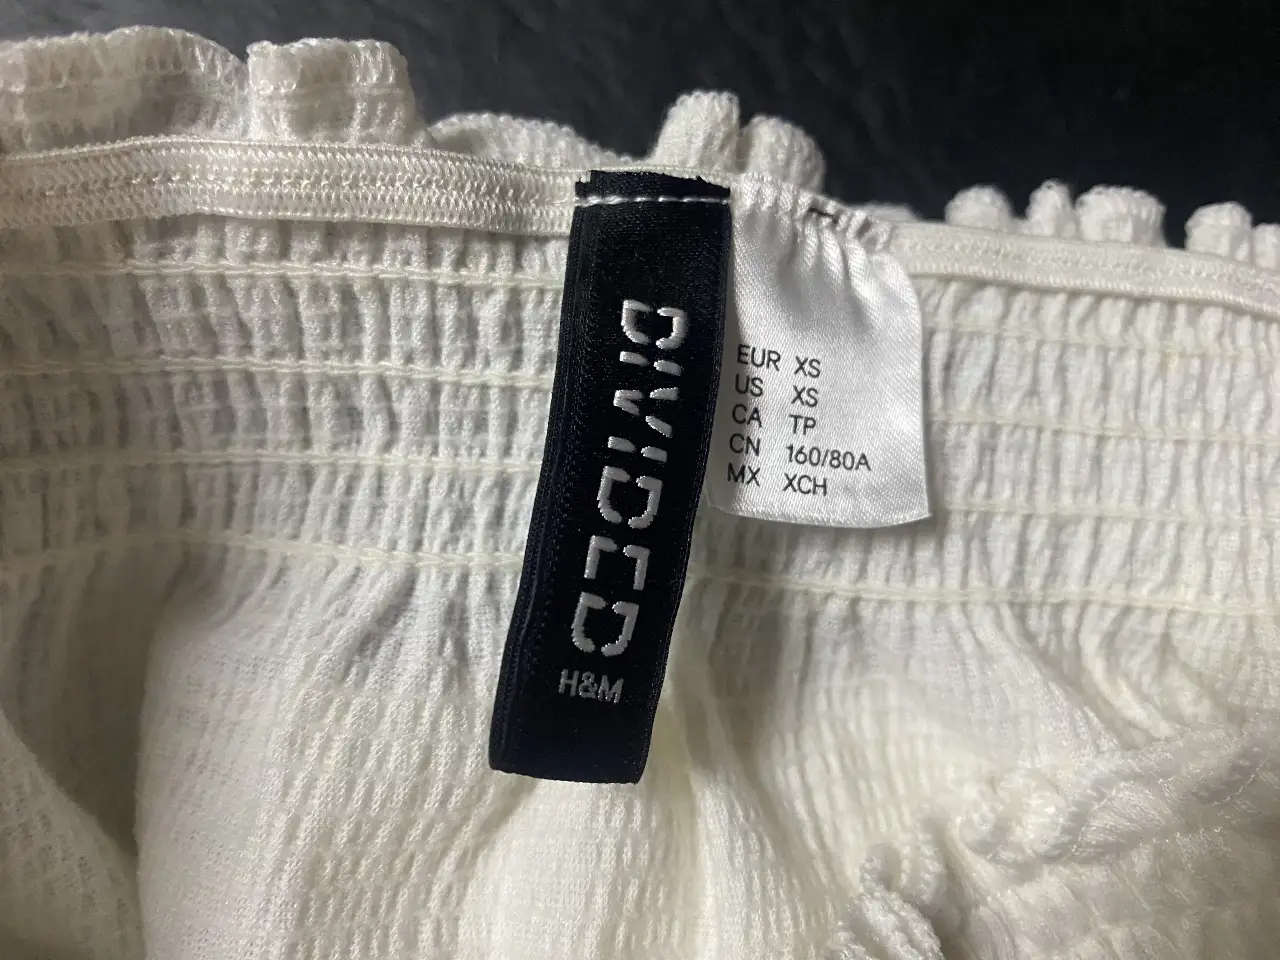 DIVIDED
H&M
EUR XS
US XS
CA TP
CN 160/80A
MX XCH